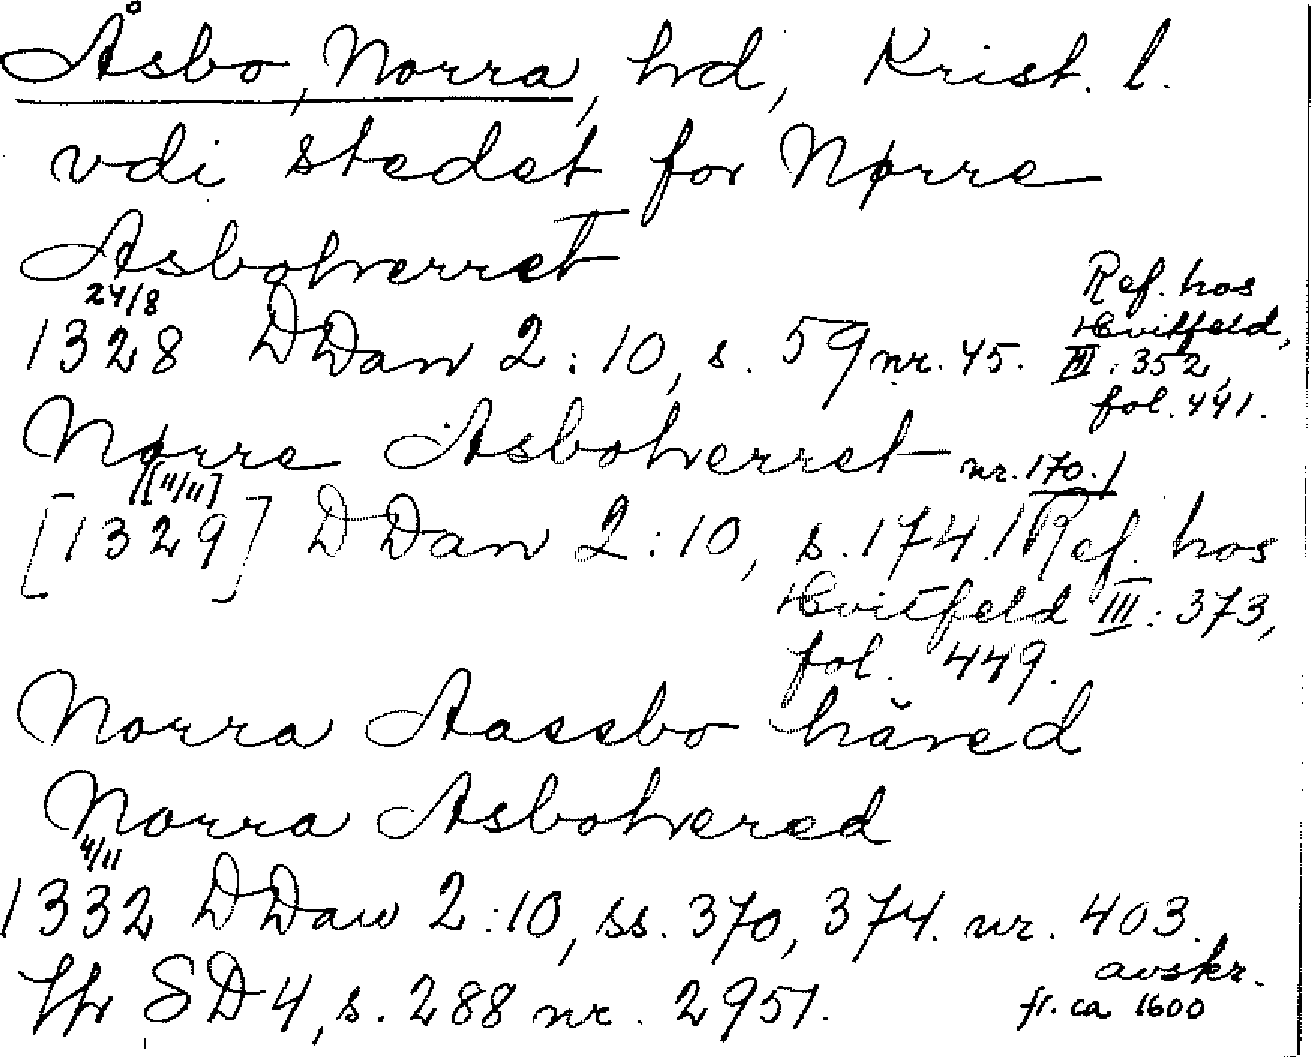 Åsbo, Norra, hd, Krist. l.
vdi stedet for Nørre
Asboherret
24/8
1328 DDan 2:10, s. 59 nr. 45. Ref. hos
Hvitfeld,
III: 352,
fol. 441.
Nørre Asboherret nr. 170.
[11/11]
[1329] DDan 2:10, s. 174. Ref. hos
Hvitfeld III: 373,
fol. 449.
Norra Aassbo häred
Norra Asbohered
4/11
1332 DDan 2:10, ss. 370, 374. nr. 403.
avskr.
fr. ca 1600
Jfr SD 4, s. 288 nr. 2951.